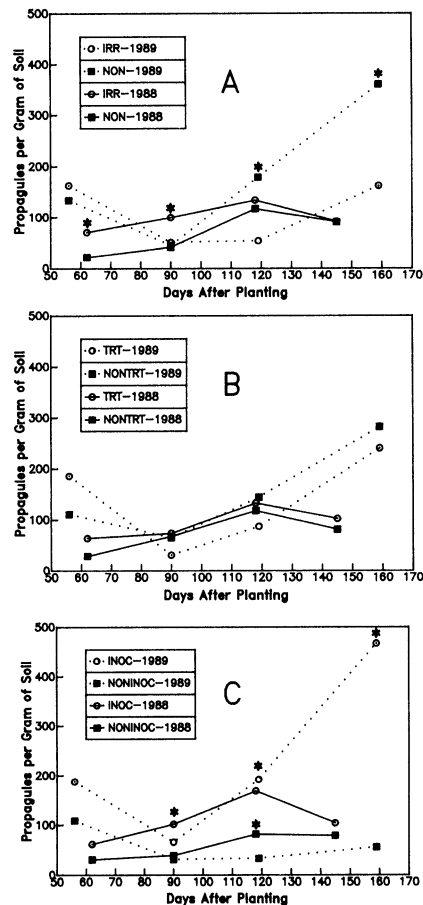 500
400
300
200
100
0
Propagules per Gram of Soil
IRR-1989
NON-1989
IRR-1988
NON-1988
A
* * * *
50 60 70 80 90 100 110 120 130 140 150 160 170
Days After Planting
500
400
300
200
100
0
Propagules per Gram of Soil
TRT-1989
NONTRT-1989
TRT-1988
NONTRT-1988
B
50 60 70 80 90 100 110 120 130 140 150 160 170
Days After Planting
500
400
300
200
100
0
Propagules per Gram of Soil
INOC-1989
NONINOC-1989
INOC-1988
NONINOC-1988
C
* * * *
50 60 70 80 90 100 110 120 130 140 150 160 170
Days After Planting